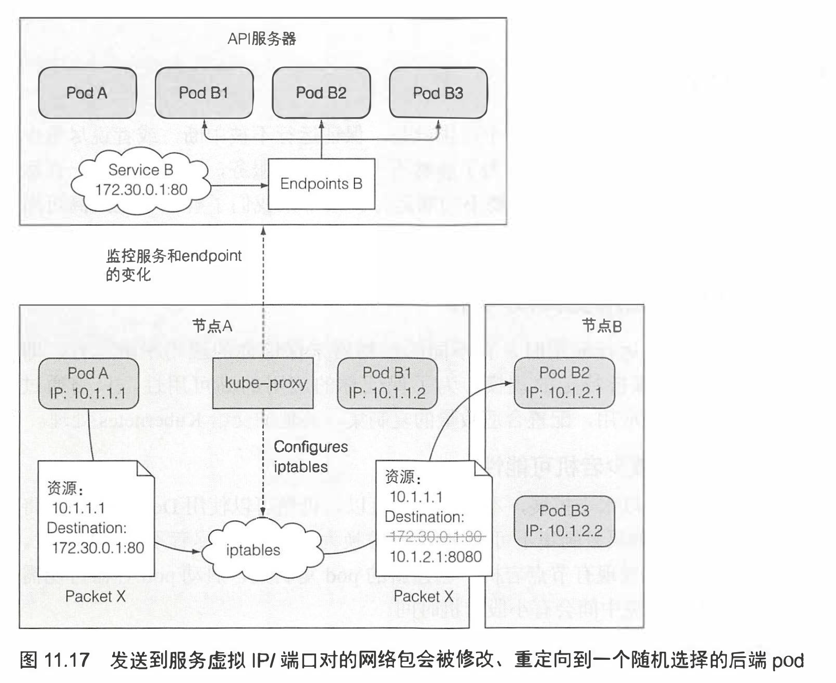 API服务器
Pod A
Pod B1
Pod B2
Pod B3
Service B
172.30.0.1:80
Endpoints B
监控服务和endpoint
的变化
节点A
节点B
Pod A
IP: 10.1.1.1
kube-proxy
Pod B1
IP: 10.1.1.2
Pod B2
IP: 10.1.2.1
Configures
iptables
资源：
10.1.1.1
Destination:
172.30.0.1:80
Packet X
iptables
资源：
10.1.1.1
Destination:
172.30.0.1:80
10.1.2.1:8080
Packet X
Pod B3
IP: 10.1.2.2
图 11.17 发送到服务虚拟 IP/ 端口对的网络包会被修改、重定向到一个随机选择的后端 pod